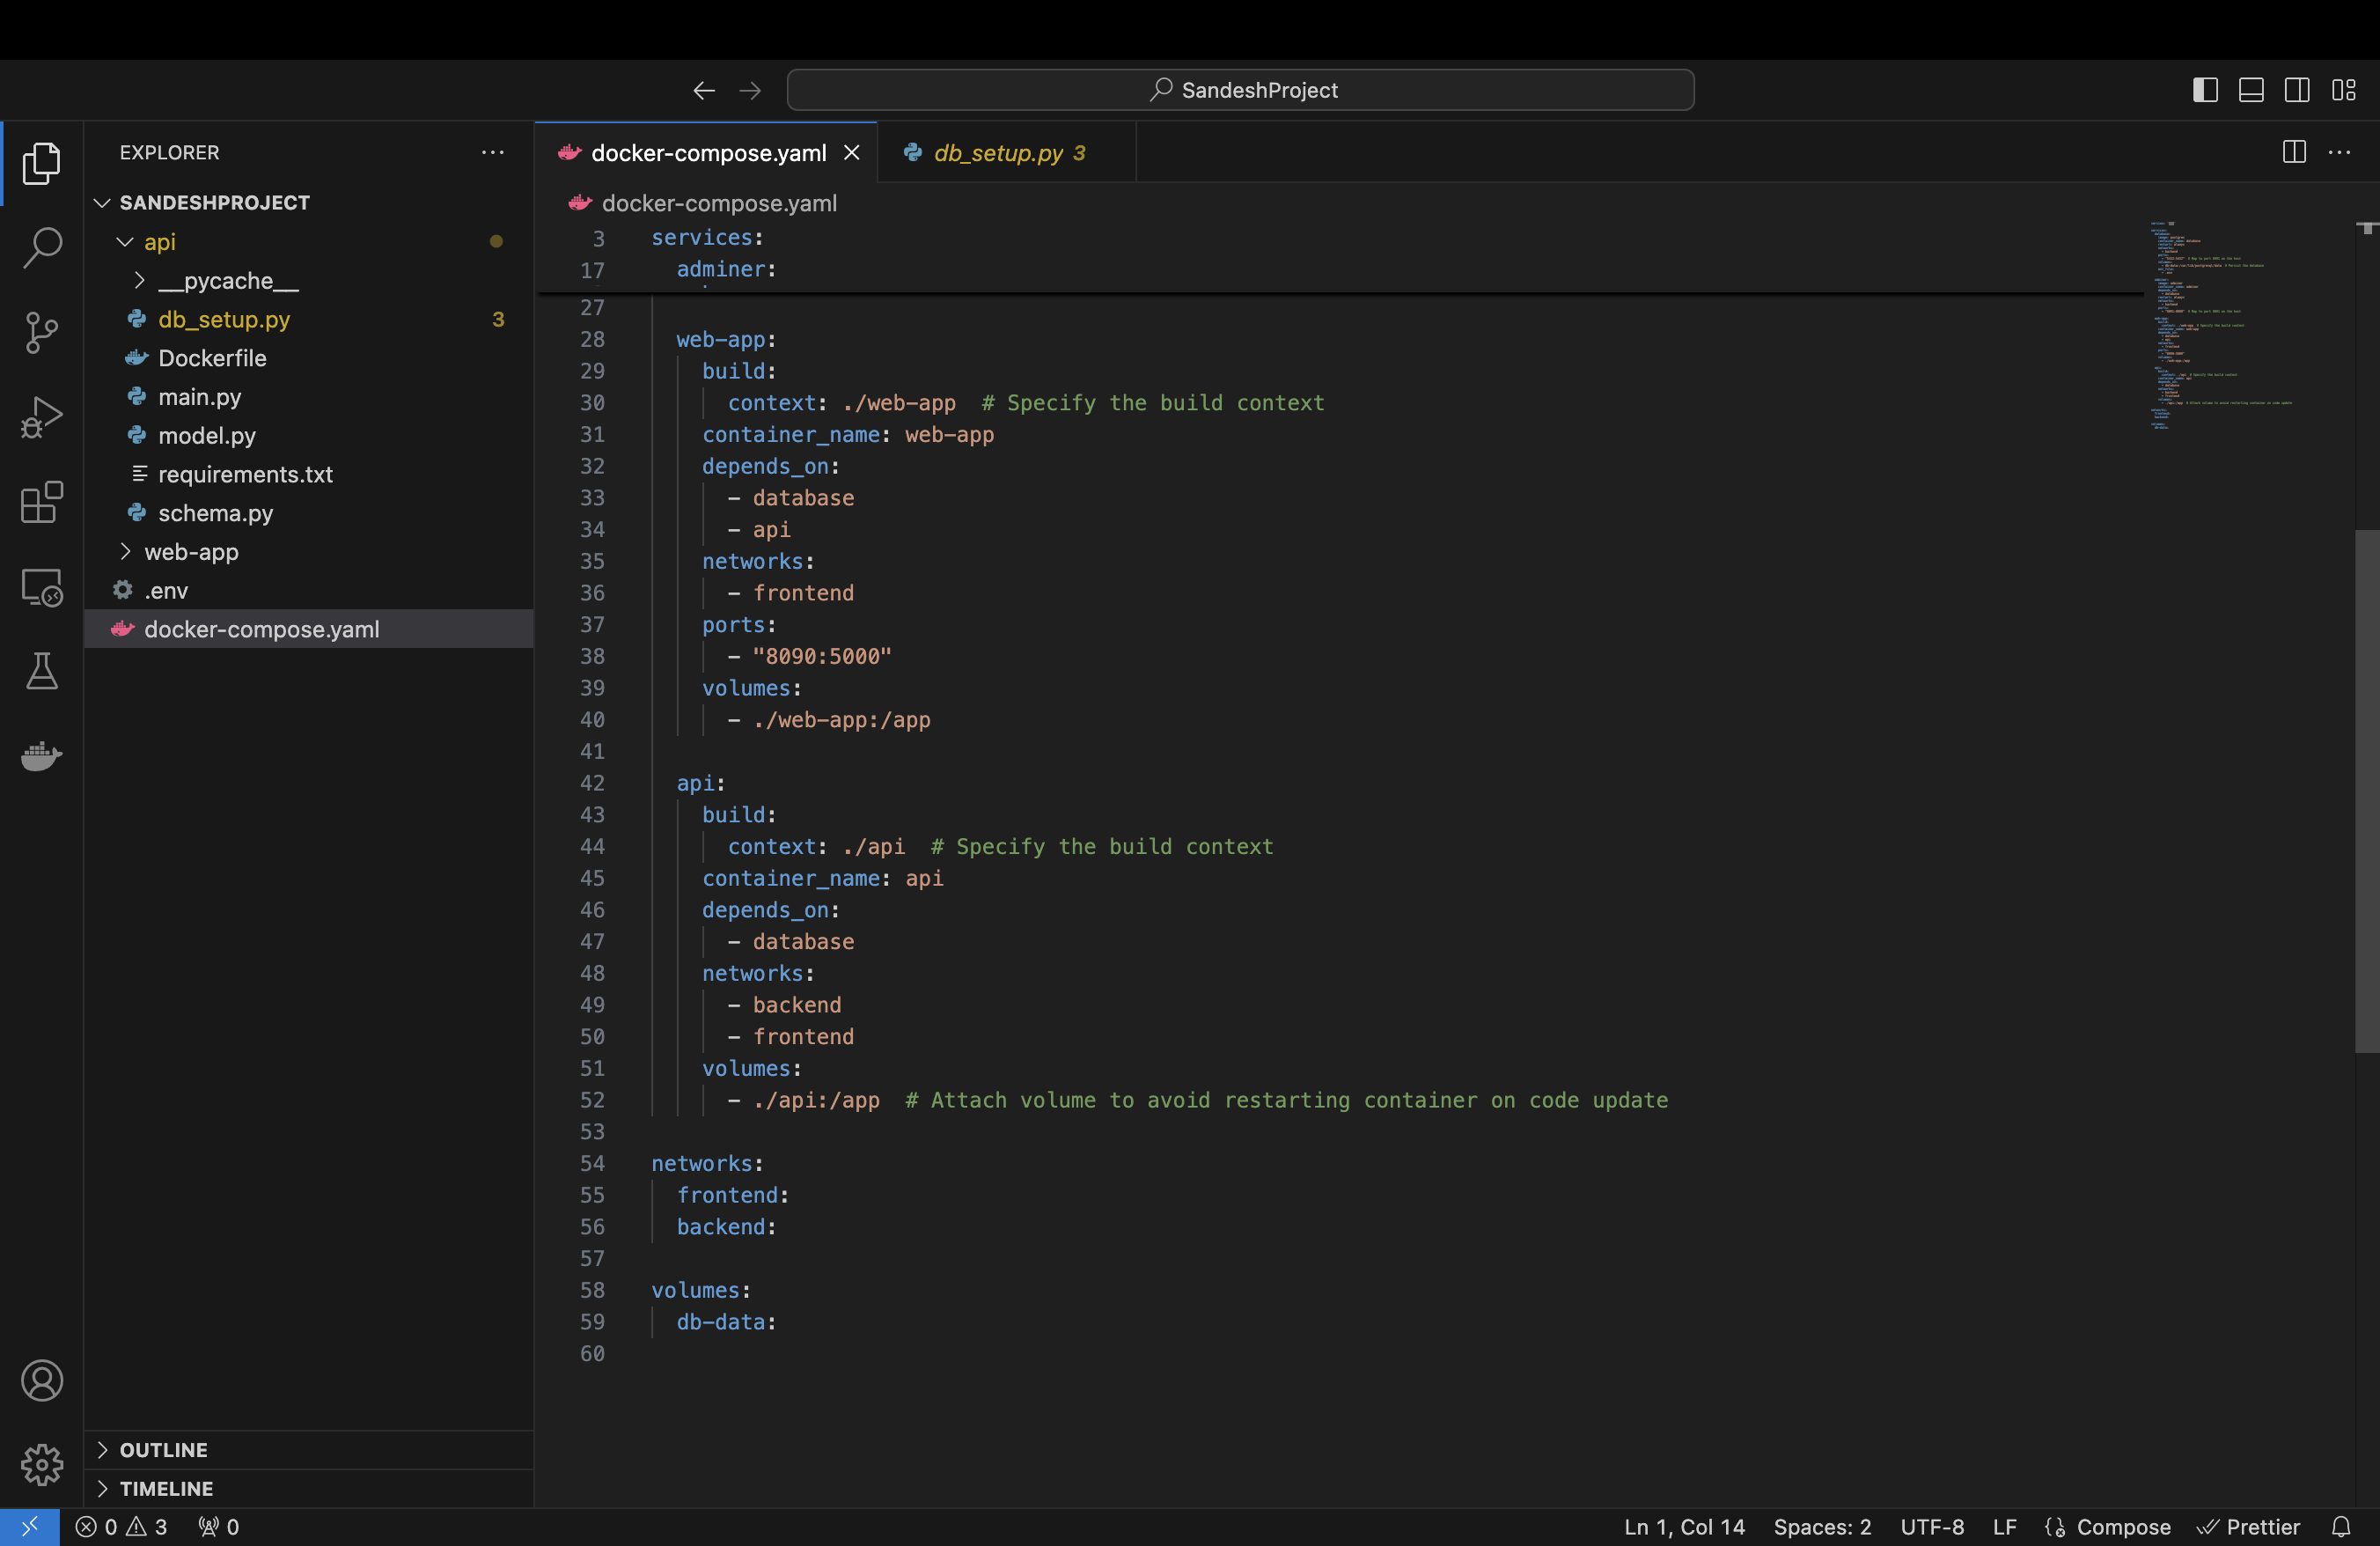 SandeshProject
EXPLORER
SANDESHPROJECT
api
__pycache__
db_setup.py 3
Dockerfile
main.py
model.py
requirements.txt
schema.py
web-app
.env
docker-compose.yaml
OUTLINE
TIMELINE
docker-compose.yaml
db_setup.py 3
docker-compose.yaml
3 services:
17 adminer:
27
28 web-app:
29 build:
30 context: ./web-app # Specify the build context
31 container_name: web-app
32 depends_on:
33 - database
34 - api
35 networks:
36 - frontend
37 ports:
38 - "8090:5000"
39 volumes:
40 - ./web-app:/app
41
42 api:
43 build:
44 context: ./api # Specify the build context
45 container_name: api
46 depends_on:
47 - database
48 networks:
49 - backend
50 - frontend
51 volumes:
52 - ./api:/app # Attach volume to avoid restarting container on code update
53
54 networks:
55 frontend:
56 backend:
57
58 volumes:
59 db-data:
60
0 3 0
Ln 1, Col 14 Spaces: 2 UTF-8 LF Compose Prettier